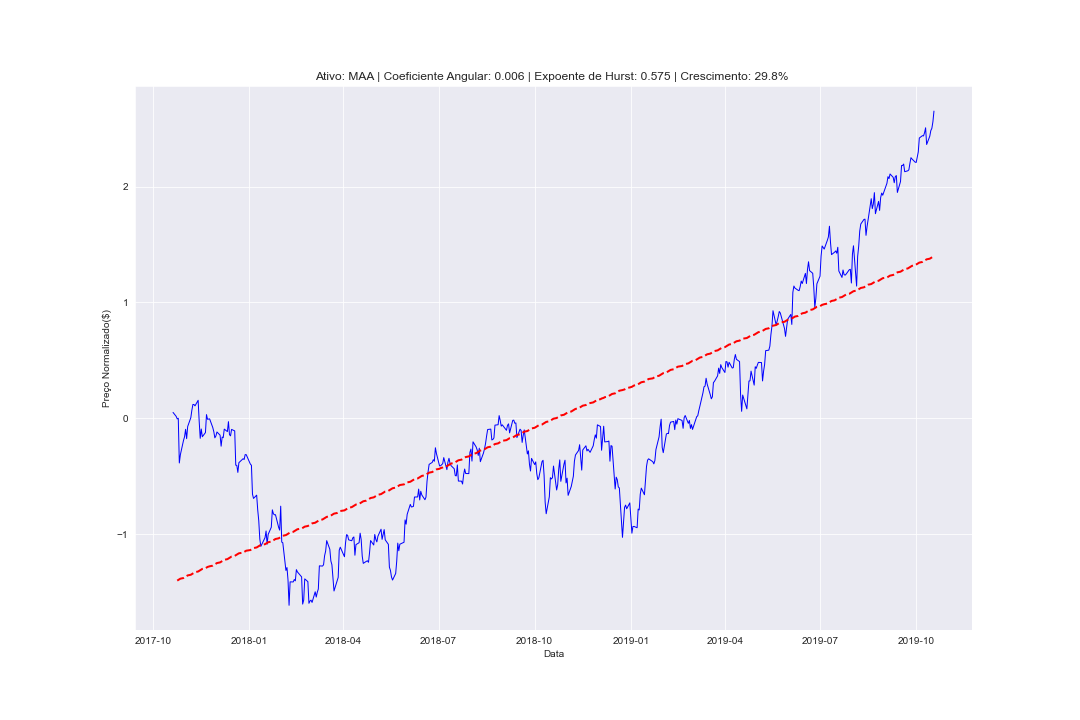 Ativo: MAA | Coeficiente Angular: 0.006 | Expoente de Hurst: 0.575 | Crescimento: 29.8%
Preço Normalizado($)
2
1
0
−1
2017-10 2018-01 2018-04 2018-07 2018-10 2019-01 2019-04 2019-07 2019-10
Data